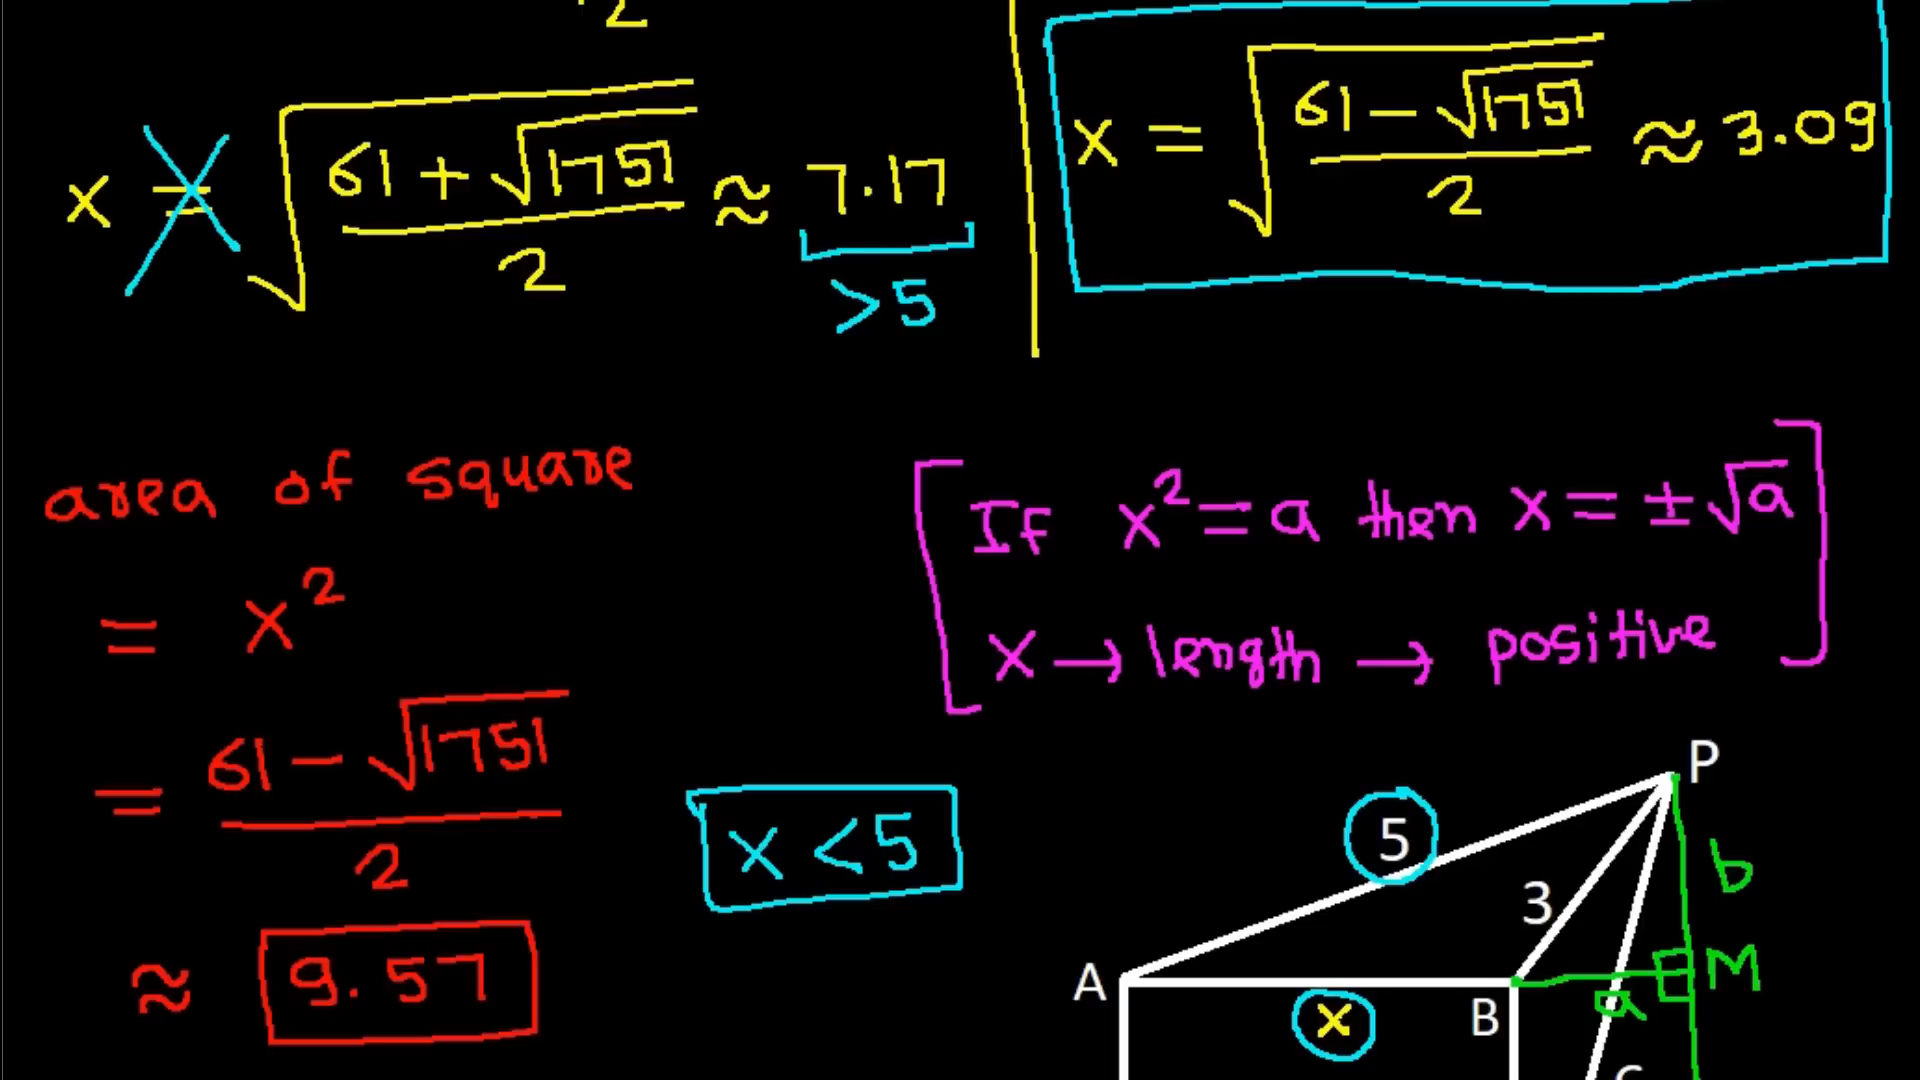 2
x = √((61 + √1751)/2) ≈ 7.17
> 5
x = √((61 - √1751)/2) ≈ 3.09
area of square
= x²
= (61 - √1751)/2
≈ 9.57
[If x² = a then x = ± √a
x → length → positive]
x < 5
P
5
b
3
A
M
B
a
x